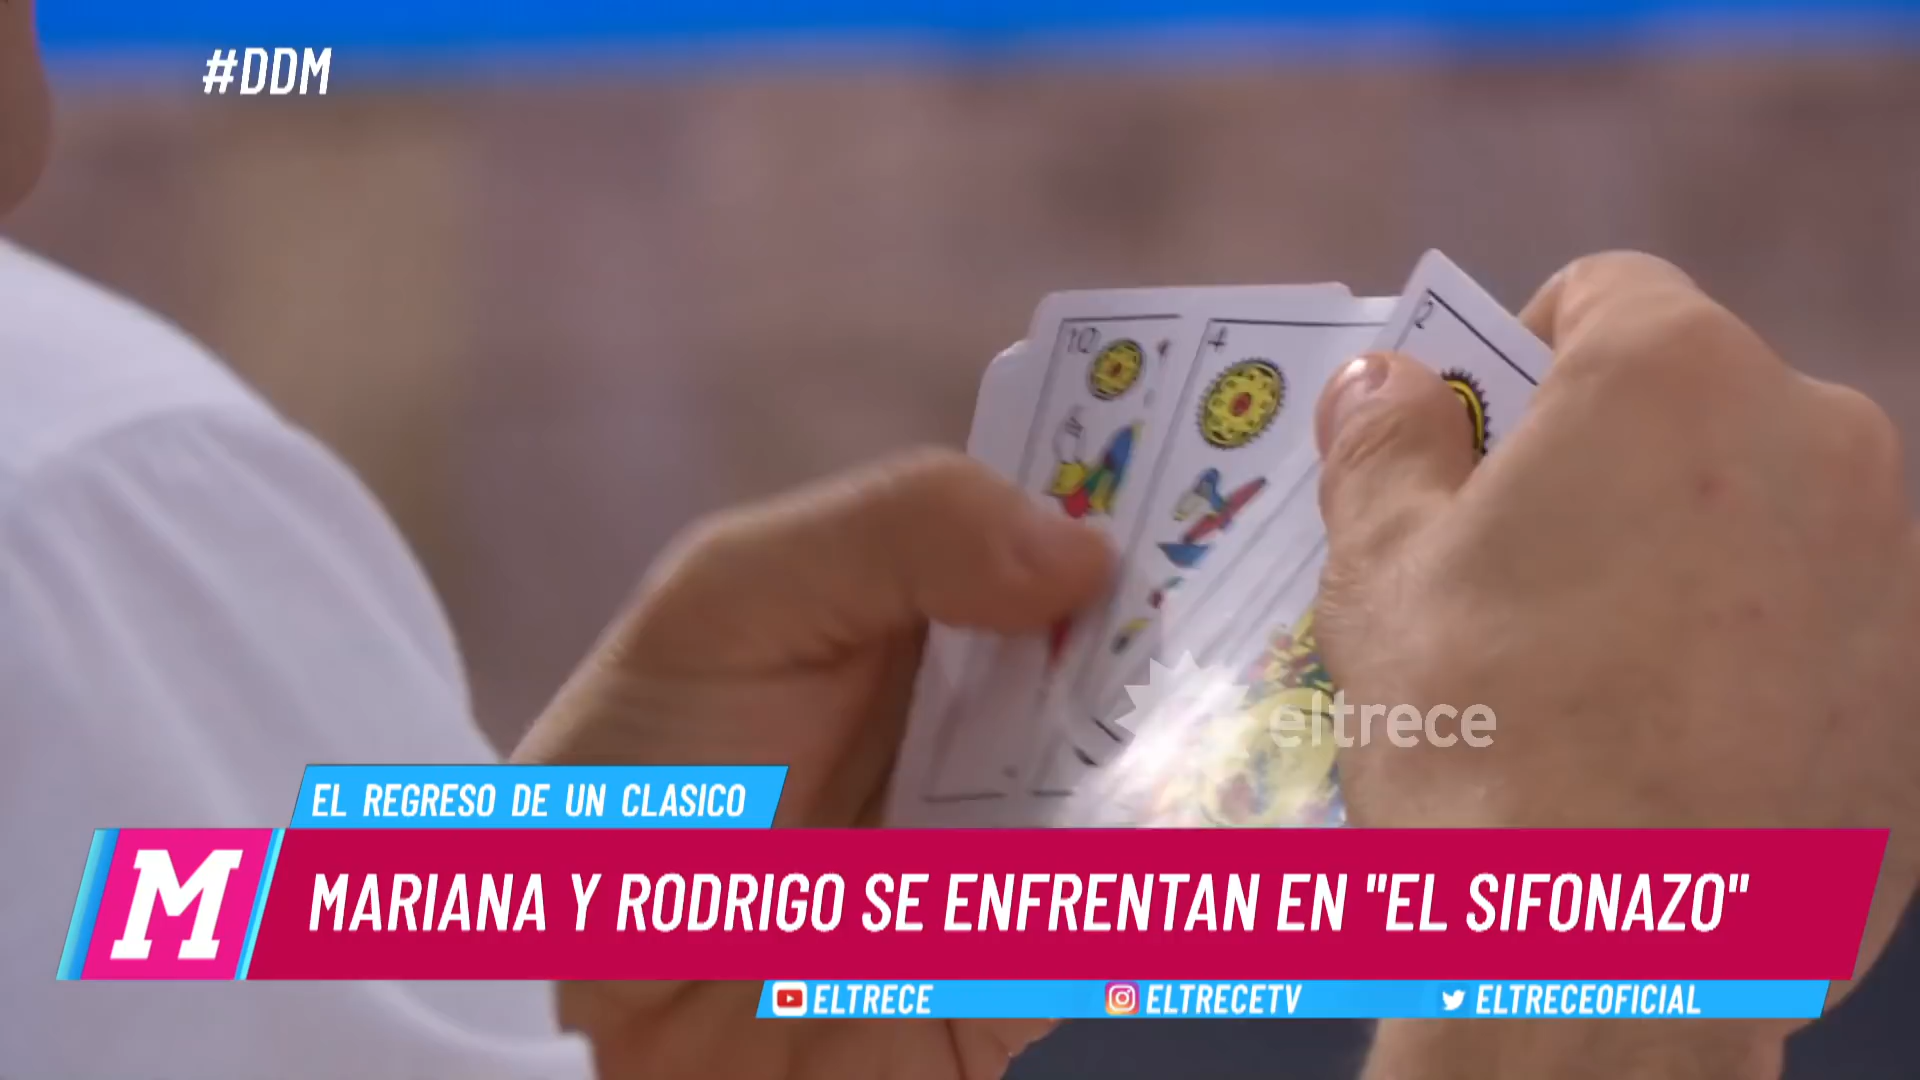 #DDM
10
4
2
eltrece
EL REGRESO DE UN CLASICO
M
MARIANA Y RODRIGO SE ENFRENTAN EN "EL SIFONAZO"
ELTRECE
ELTRECETV
ELTRECEOFICIAL